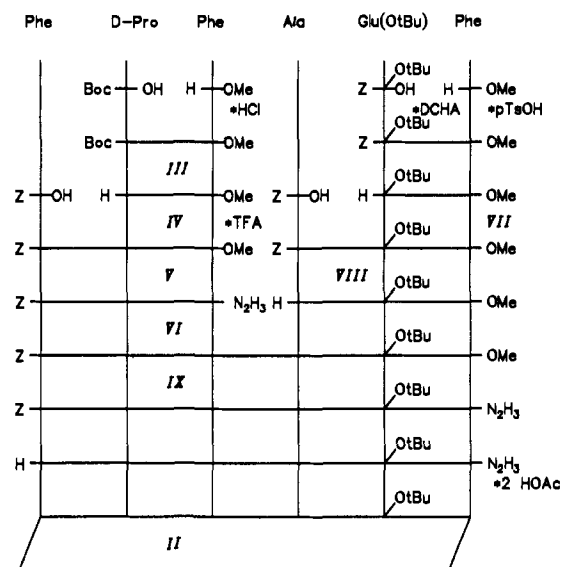 Phe D-Pro Phe Ala Glu(OtBu) Phe
OtBu
Boc OH H OMe Z OH H OMe
*HCl *DCHA *pTsOH
OtBu
Boc OMe Z OMe
III OtBu
Z OH H OMe Z OH H OMe
IV *TFA OtBu VII
Z OMe Z OMe
V VIII OtBu
Z N₂H₃ H OMe
VI OtBu
Z OMe
IX OtBu
Z N₂H₃
OtBu
H N₂H₃
*2 HOAc
OtBu
II